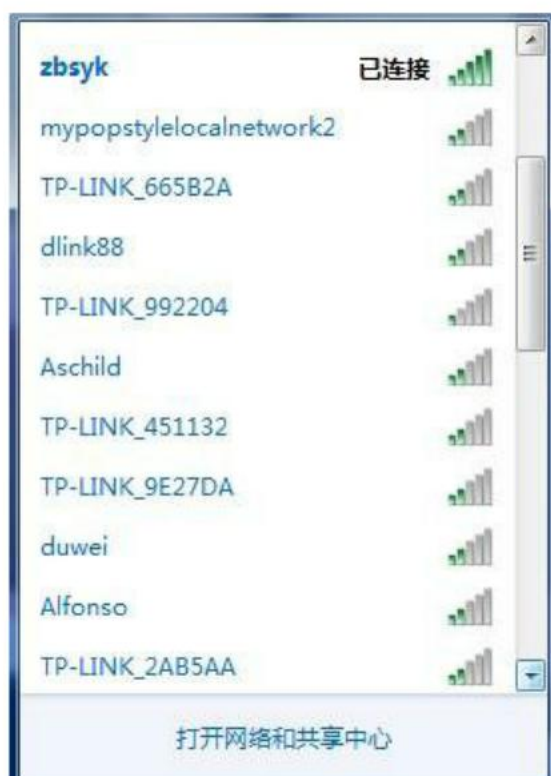 zbsyk 已连接
mypopstylelocalnetwork2
TP-LINK_665B2A
dlink88
TP-LINK_992204
Aschild
TP-LINK_451132
TP-LINK_9E27DA
duwei
Alfonso
TP-LINK_2AB5AA
打开网络和共享中心